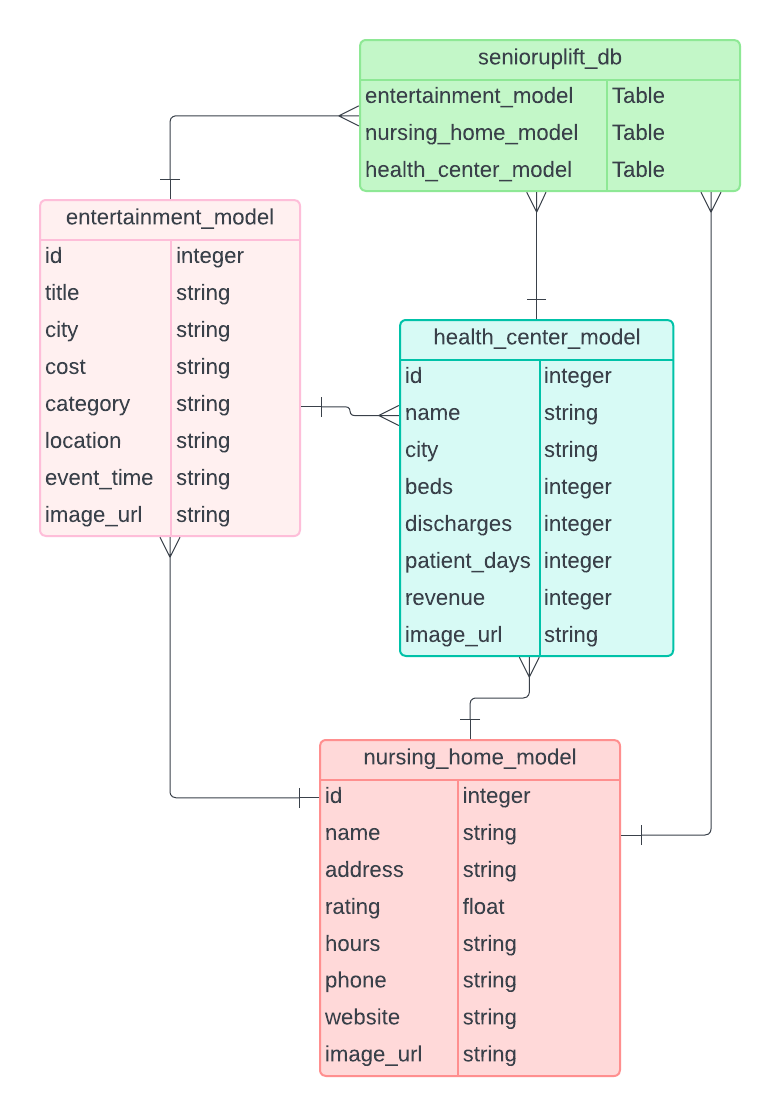 senioruplift_db
entertainment_model Table
nursing_home_model Table
health_center_model Table
entertainment_model
id integer
title string
city string
cost string
category string
location string
event_time string
image_url string
health_center_model
id integer
name string
city string
beds integer
discharges integer
patient_days integer
revenue integer
image_url string
nursing_home_model
id integer
name string
address string
rating float
hours string
phone string
website string
image_url string